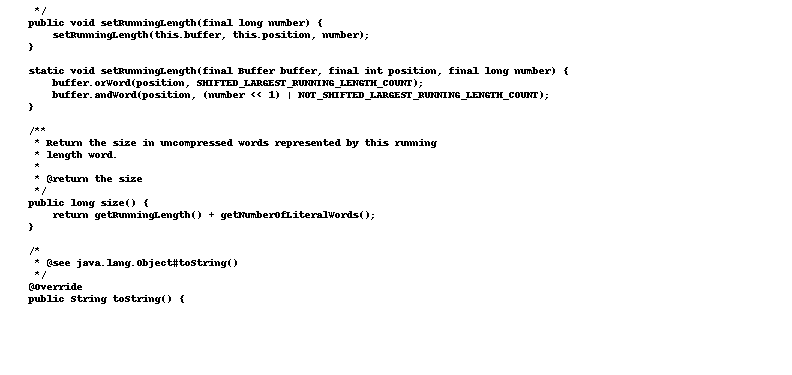 */
public void setRunningLength(final long number) {
setRunningLength(this.buffer, this.position, number);
}
static void setRunningLength(final Buffer buffer, final int position, final long number) {
buffer.orWord(position, SHIFTED_LARGEST_RUNNING_LENGTH_COUNT);
buffer.andWord(position, (number << 1) | NOT_SHIFTED_LARGEST_RUNNING_LENGTH_COUNT);
}
/**
* Return the size in uncompressed words represented by this running
* length word.
*
* @return the size
*/
public long size() {
return getRunningLength() + getNumberOfLiteralWords();
}
/*
* @see java.lang.Object#toString()
*/
@Override
public String toString() {